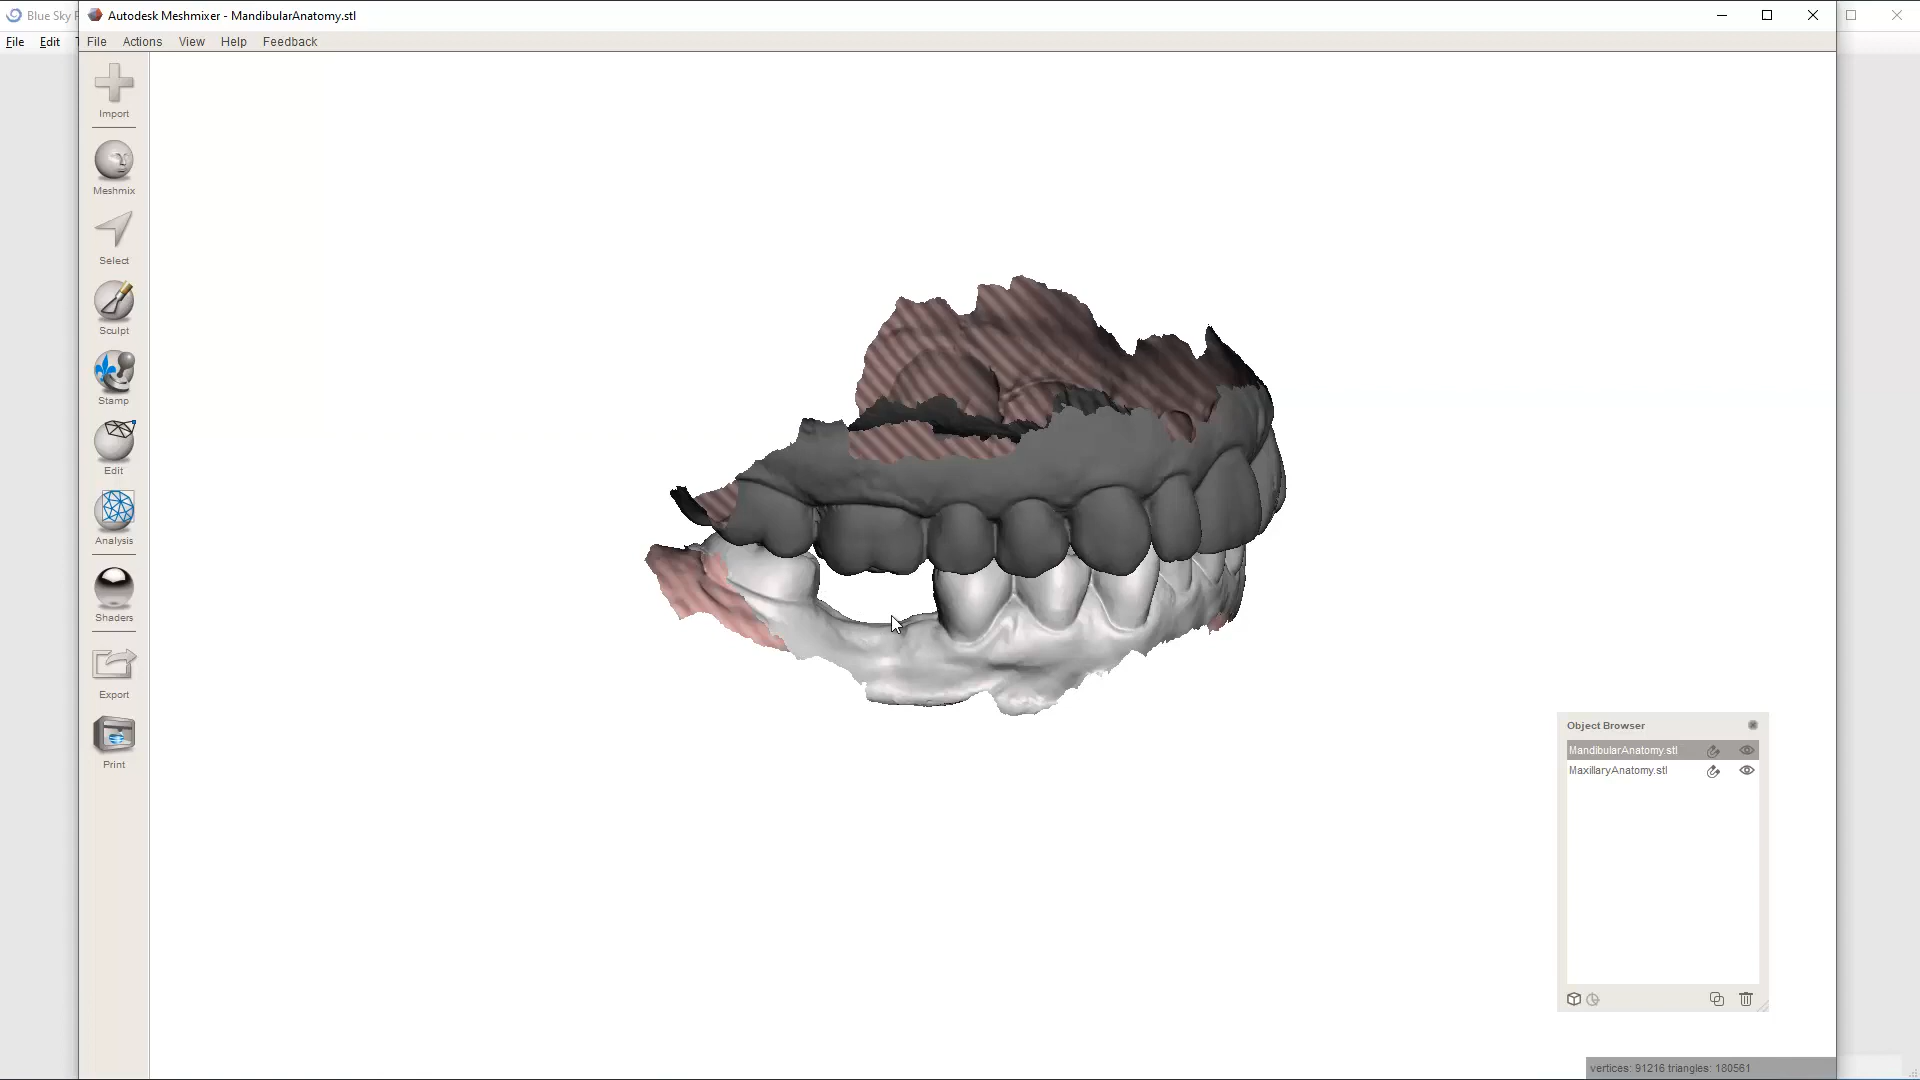 Blue Sky
Autodesk Meshmixer - MandibularAnatomy.stl
File Edit
File Actions View Help Feedback
Import
Meshmix
Select
Sculpt
Stamp
Edit
Analysis
Shaders
Export
Print
Object Browser
MandibularAnatomy.stl
MaxillaryAnatomy.stl
vertices: 91216 triangles: 180561